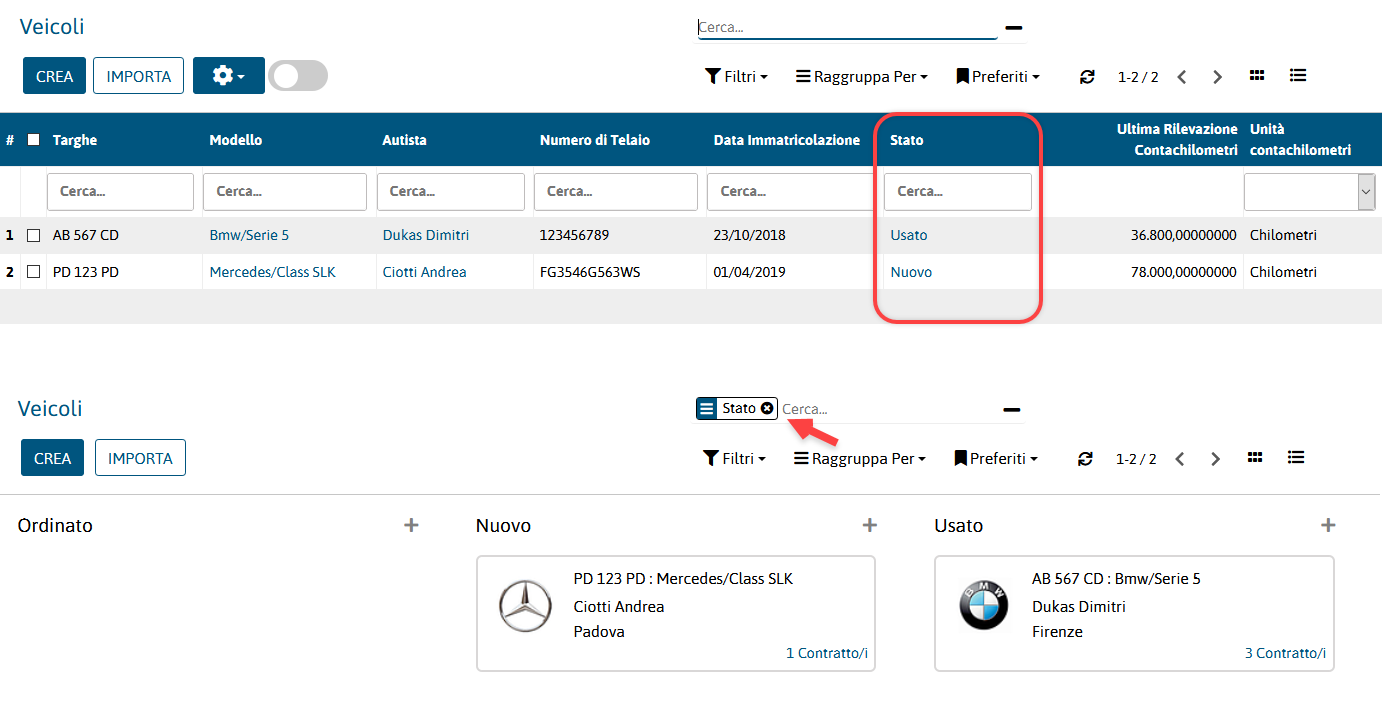 Veicoli
Cerca...
CREA IMPORTA
Filtri Raggruppa Per Preferiti 1-2 / 2
# Targhe Modello Autista Numero di Telaio Data Immatricolazione Stato Ultima Rilevazione Contachilometri Unità contachilometri
Cerca... Cerca... Cerca... Cerca... Cerca... Cerca...
1 AB 567 CD Bmw/Serie 5 Dukas Dimitri 123456789 23/10/2018 Usato 36.800,00000000 Chilometri
2 PD 123 PD Mercedes/Class SLK Ciotti Andrea FG3546G563WS 01/04/2019 Nuovo 78.000,00000000 Chilometri
Veicoli
Stato Cerca...
CREA IMPORTA
Filtri Raggruppa Per Preferiti 1-2 / 2
Ordinato
Nuovo
PD 123 PD : Mercedes/Class SLK
Ciotti Andrea
Padova
1 Contratto/i
Usato
BMW
AB 567 CD : Bmw/Serie 5
Dukas Dimitri
Firenze
3 Contratto/i